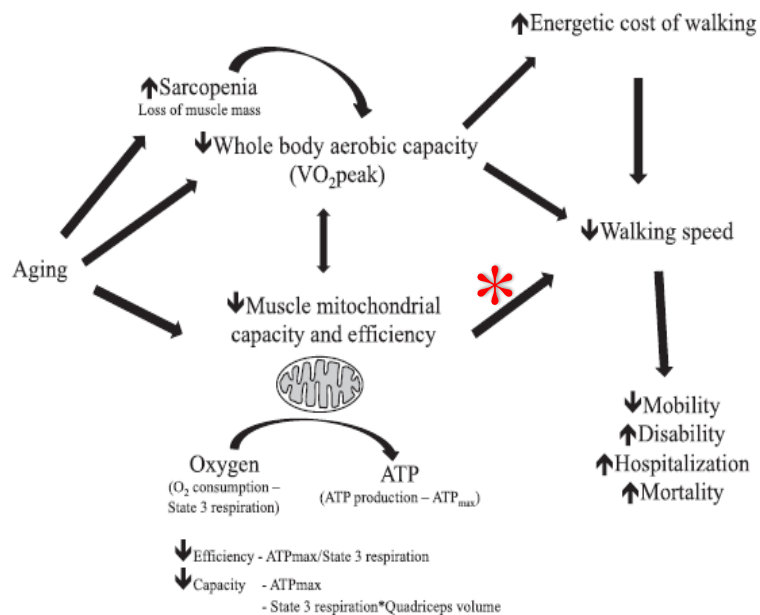 ↑Energetic cost of walking
↑Sarcopenia
Loss of muscle mass
↓Whole body aerobic capacity
(VO₂peak)
↓Walking speed
Aging
*
↓Muscle mitochondrial
capacity and efficiency
↓Mobility
↑Disability
↑Hospitalization
↑Mortality
Oxygen
(O₂ consumption –
State 3 respiration)
ATP
(ATP production – ATPₘₐₓ)
↓Efficiency - ATPmax/State 3 respiration
↓Capacity - ATPmax
- State 3 respiration*Quadriceps volume